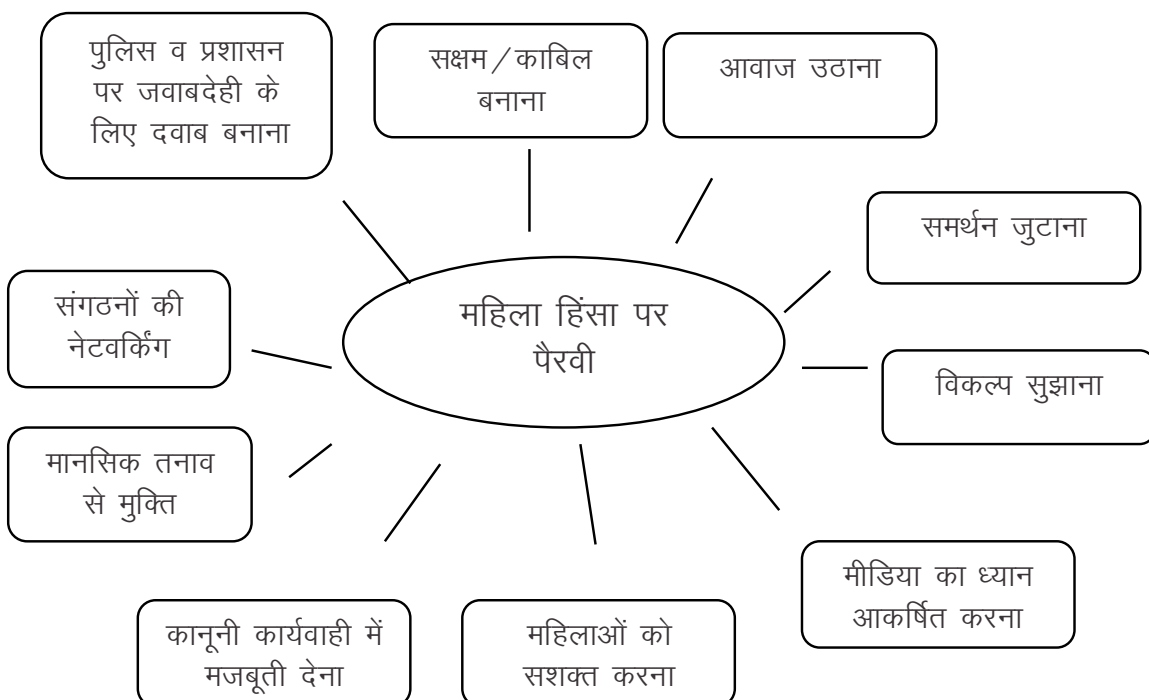 पुलिस व प्रशासन
पर जवाबदेही के
लिए दवाब बनाना
सक्षम/काबिल
बनाना
आवाज उठाना
समर्थन जुटाना
संगठनों की
नेटवर्किंग
महिला हिंसा पर
पैरवी
विकल्प सुझाना
मानसिक तनाव
से मुक्ति
मीडिया का ध्यान
आकर्षित करना
कानूनी कार्यवाही में
मजबूती देना
महिलाओं को
सशक्त करना